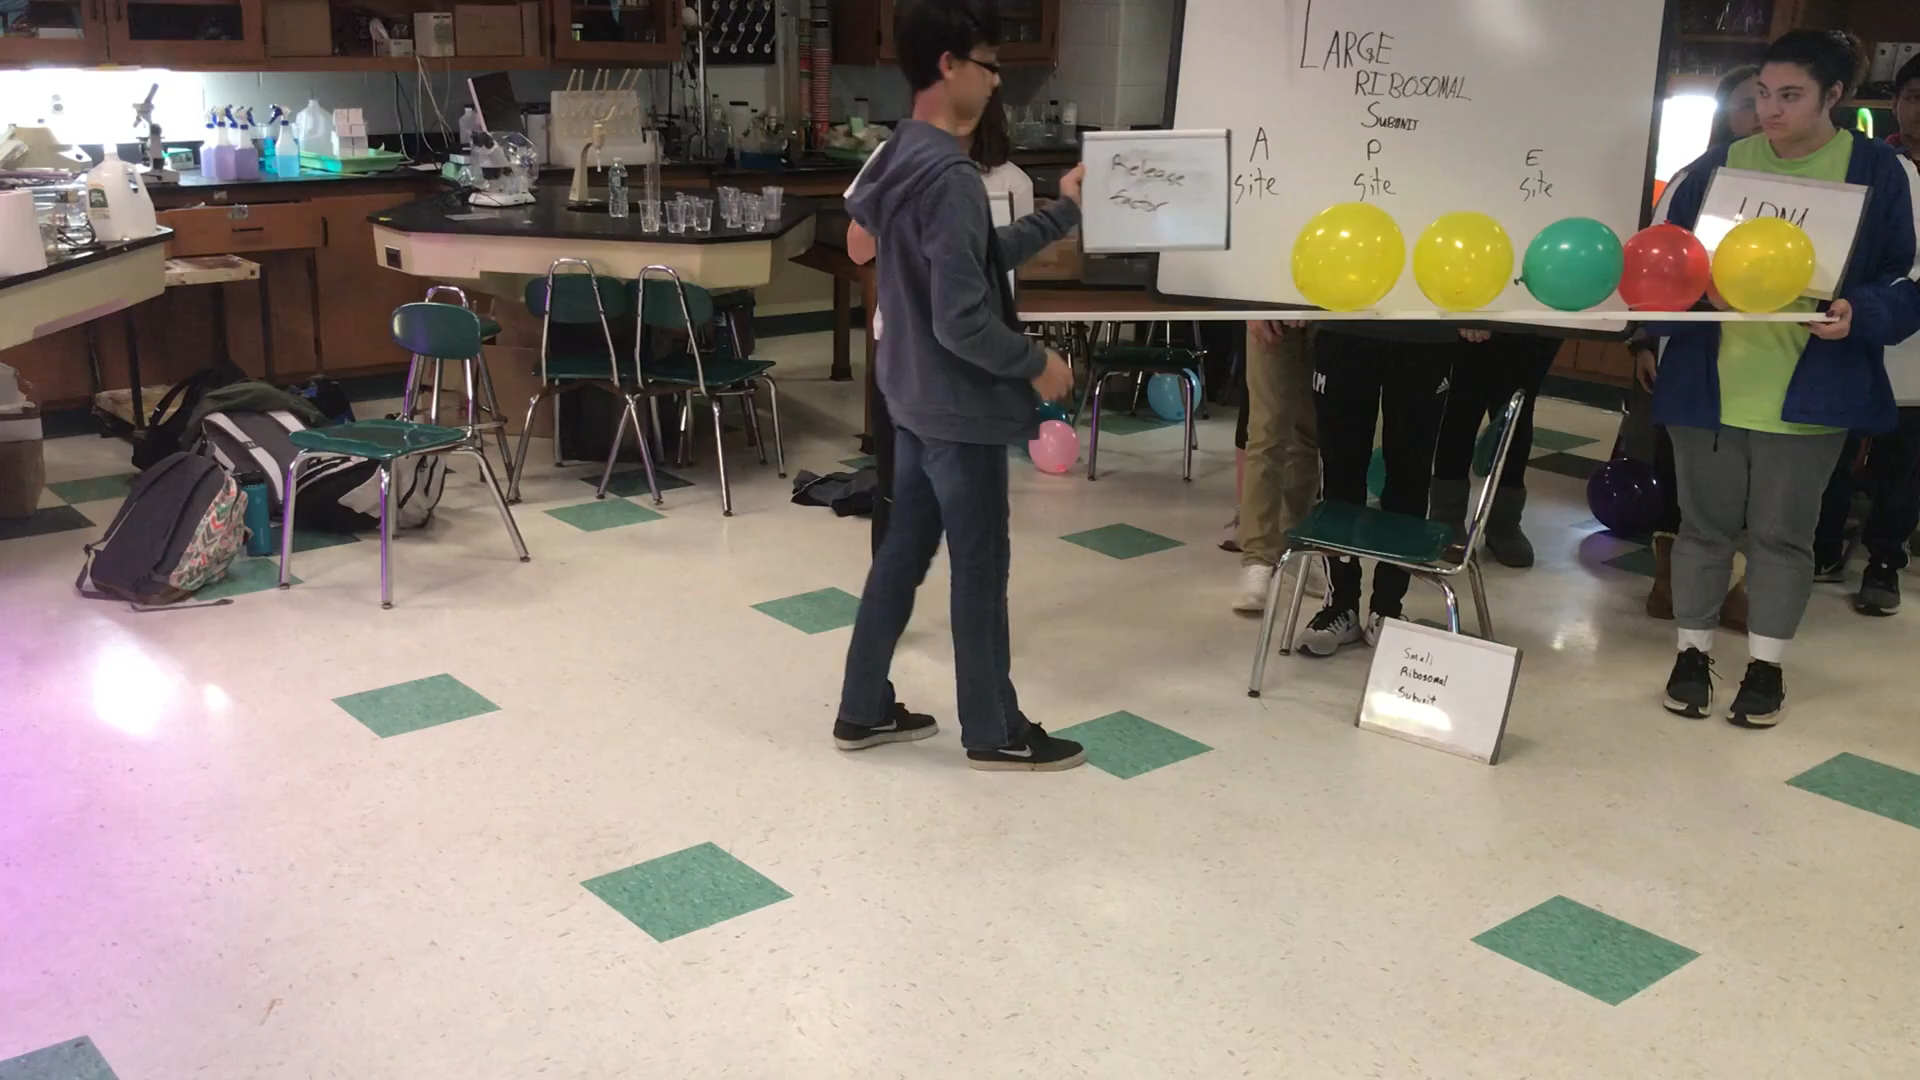 LARGE
RIBOSOMAL
SUBUNIT
A
site
P
site
E
site
Release
factor
Small
Ribosomal
Subunit